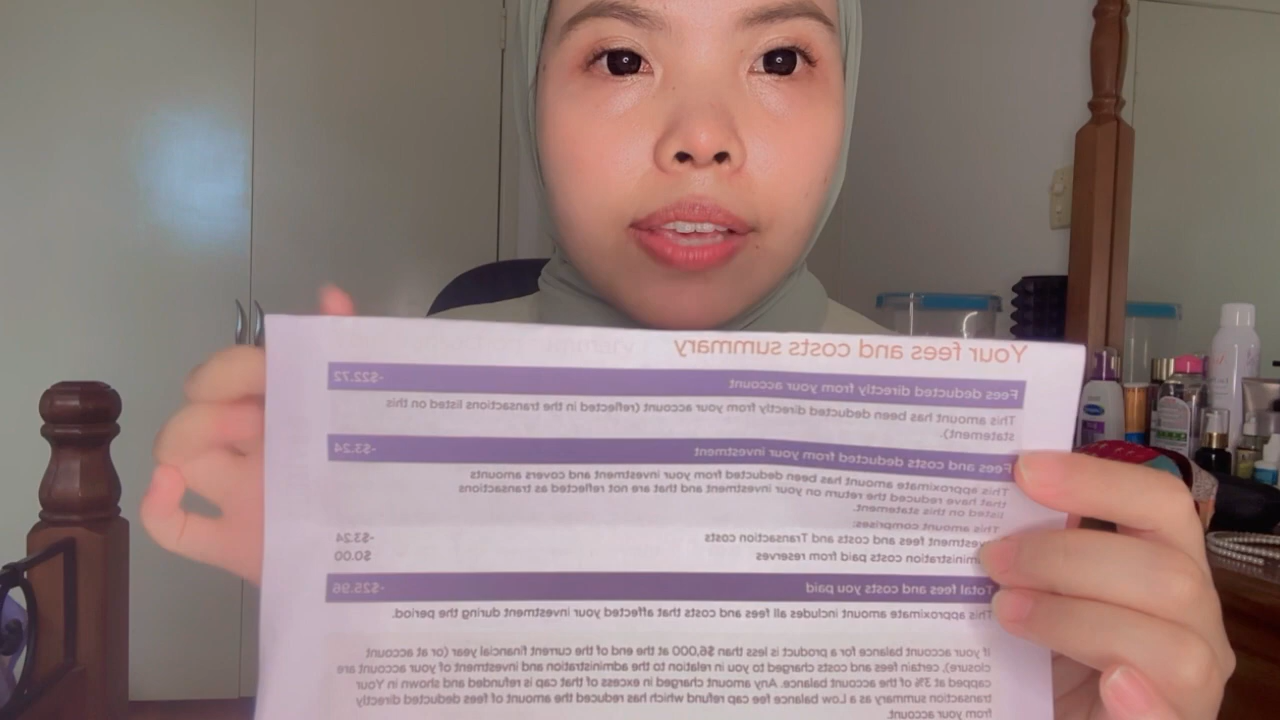 Your fees and costs summary
Fees deducted directly from your account -$22.72
This amount has been deducted directly from your account (reflected in the transactions listed on this
statement).
Fees and costs deducted from your investment -$3.24
This approximate amount has been deducted from your investment and covers amounts
that have reduced the return on your investment and that are not reflected as transactions
listed on this statement.
This amount comprises:
vestment fees and costs and Transaction costs -$3.24
ministration costs paid from reserves $0.00
Total fees and costs you paid -$25.96
This approximate amount includes all fees and costs that affected your investment during the period.
If your account balance for a product is less than $6,000 at the end of the current financial year (or at account
closure), certain fees and costs charged to you in relation to the administration and investment of your account are
capped at 3% of the account balance. Any amount charged in excess of that cap is refunded and shown in Your
transaction summary as a Low balance fee cap refund which has reduced the amount of fees deducted directly
from your account.